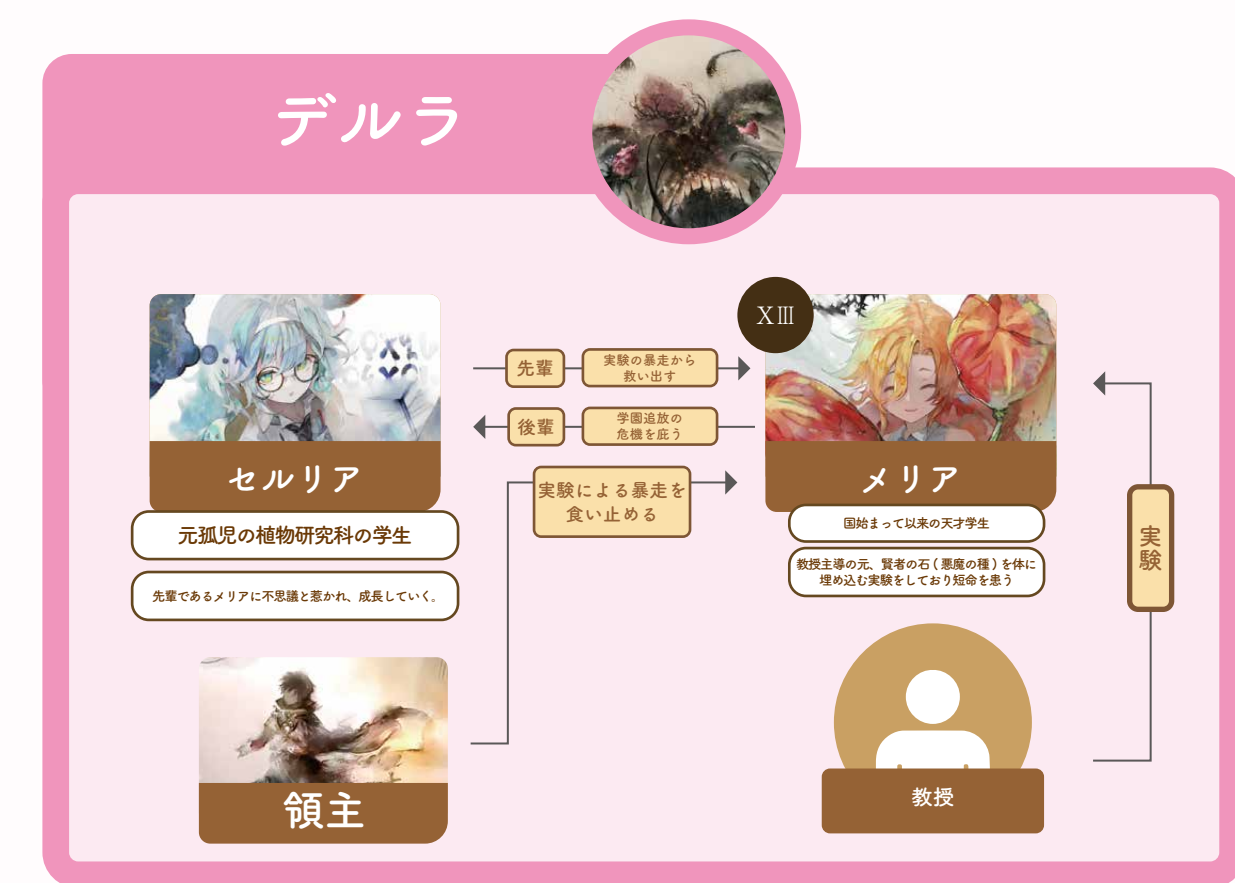 デルラ
XIII
先輩
実験の暴走から
救い出す
後輩
学園追放の
危機を庇う
実験による暴走を
食い止める
セルリア
元孤児の植物研究科の学生
先輩であるメリアに不思議と惹かれ、成長していく。
メリア
国始まって以来の天才学生
教授主導の元、賢者の石(悪魔の種)を体に
埋め込む実験をしており短命を患う
実験
領主
教授